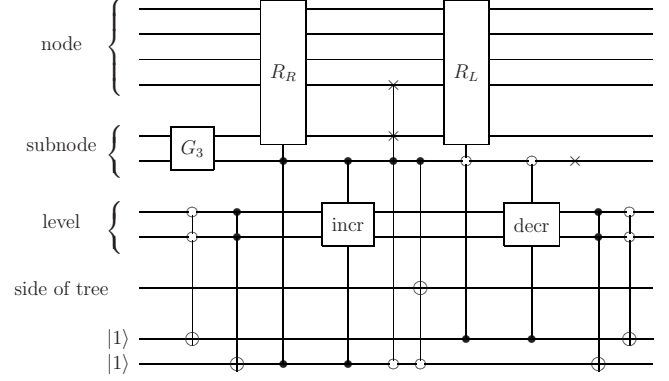 node
R_R
R_L
subnode
G_3
level
incr
decr
side of tree
|1⟩
|1⟩